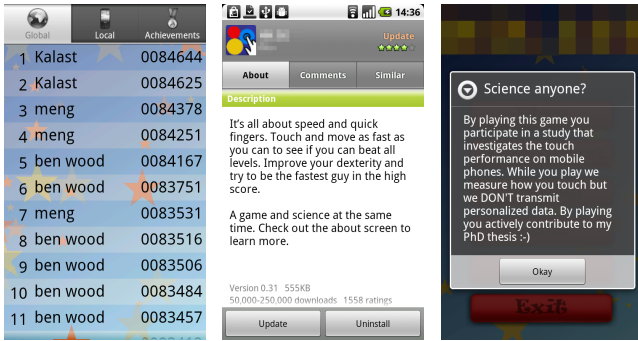 Global Local Achievements
1 Kalast 0084644
2 Kalast 0084625
3 meng 0084378
4 meng 0084251
5 ben wood 0084167
6 ben wood 0083751
7 meng 0083531
8 ben wood 0083516
9 ben wood 0083506
10 ben wood 0083484
11 ben wood 0083457
14:36
Update
About Comments Similar
Description
It's all about speed and quick
fingers. Touch and move as fast as
you can to see if you can beat all
levels. Improve your dexterity and
try to be the fastest guy in the high
score.
A game and science at the same
time. Check out the about screen to
learn more.
Version 0.31 555KB
50,000-250,000 downloads 1558 ratings
Update Uninstall
Science anyone?
By playing this game you
participate in a study that
investigates the touch
performance on mobile
phones. While you play we
measure how you touch but
we DON'T transmit
personalized data. By playing
you actively contribute to my
PhD thesis :-)
Okay
Exit